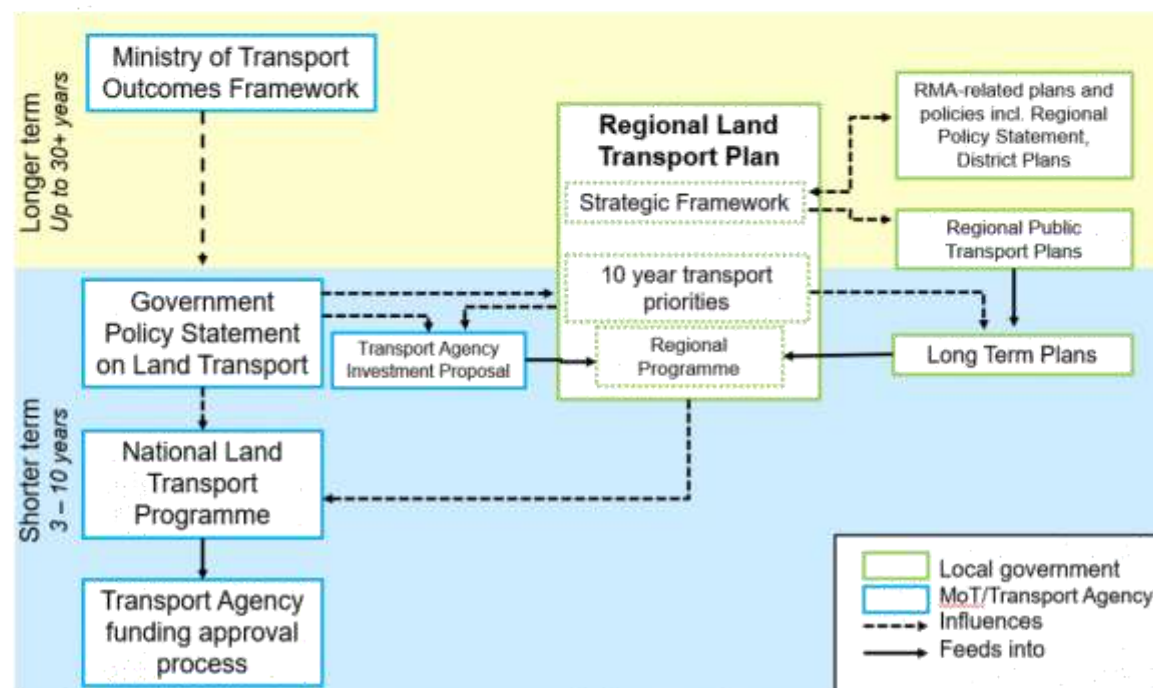 Longer term
Up to 30+ years
Ministry of Transport
Outcomes Framework
Regional Land
Transport Plan
Strategic Framework
10 year transport
priorities
Regional
Programme
RMA-related plans and
policies incl. Regional
Policy Statement,
District Plans
Regional Public
Transport Plans
Shorter term
3 – 10 years
Government
Policy Statement
on Land Transport
Transport Agency
Investment Proposal
Long Term Plans
National Land
Transport
Programme
Transport Agency
funding approval
process
Local government
MoT/Transport Agency
Influences
Feeds into